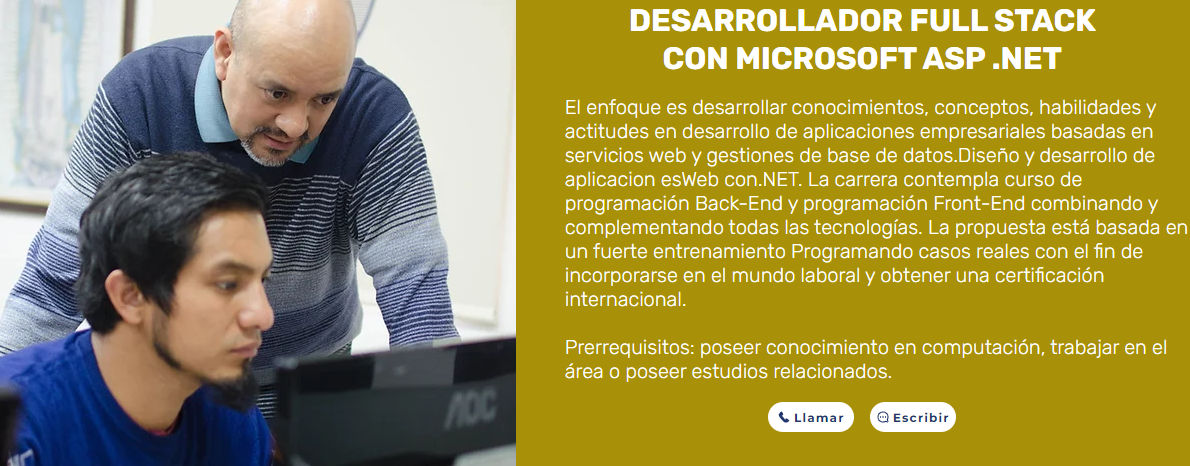 DESARROLLADOR FULL STACK
CON MICROSOFT ASP .NET
El enfoque es desarrollar conocimientos, conceptos, habilidades y
actitudes en desarrollo de aplicaciones empresariales basadas en
servicios web y gestiones de base de datos.Diseño y desarrollo de
aplicacion esWeb con.NET. La carrera contempla curso de
programación Back-End y programación Front-End combinando y
complementando todas las tecnologías. La propuesta está basada en
un fuerte entrenamiento Programando casos reales con el fin de
incorporarse en el mundo laboral y obtener una certificación
internacional.
Prerrequisitos: poseer conocimiento en computación, trabajar en el
área o poseer estudios relacionados.
Llamar
Escribir
AOC